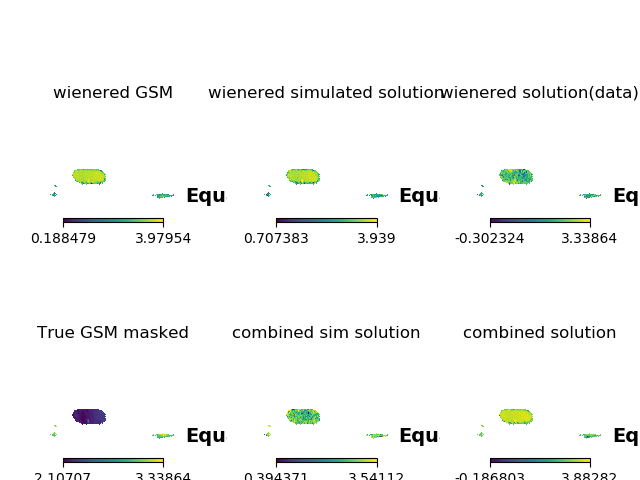 wienered GSM
wienered simulated solution
wienered solution(data)
Equ
Equ
Eq
0.188479 3.97954
0.707383 3.939
-0.302324 3.33864
True GSM masked
combined sim solution
combined solution
Equ
Equ
Eq
2.10707 3.33864
0.394371 3.54112
-0.186803 3.88282